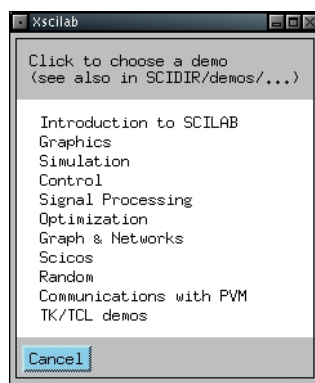 Xscilab
Click to choose a demo
(see also in SCIDIR/demos/...)
Introduction to SCILAB
Graphics
Simulation
Control
Signal Processing
Optimization
Graph & Networks
Scicos
Random
Communications with PVM
TK/TCL demos
Cancel